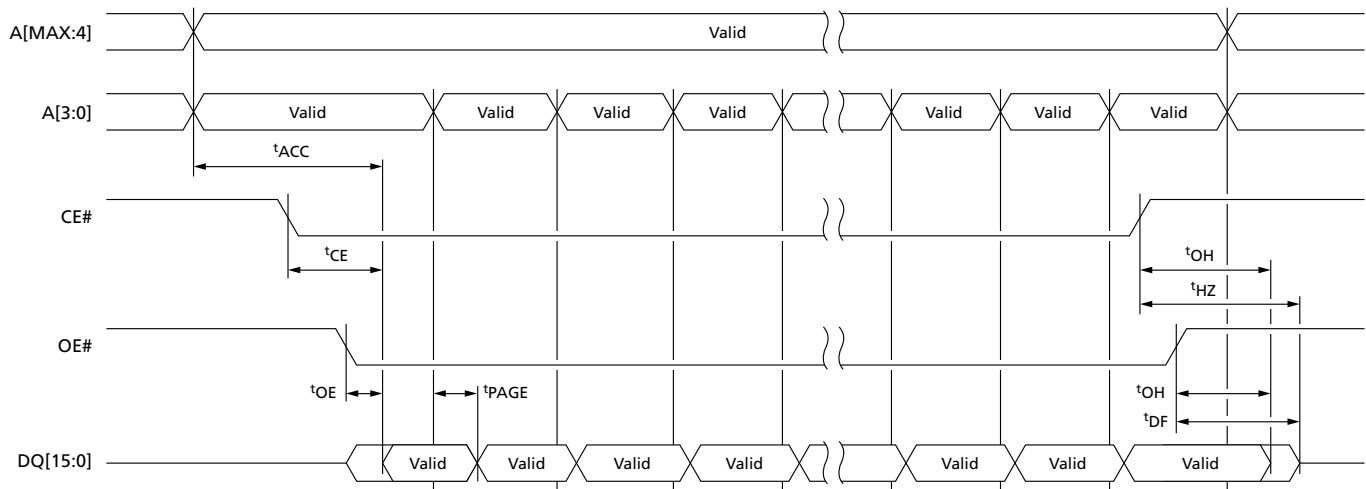 A[MAX:4] Valid
A[3:0] Valid Valid Valid Valid Valid Valid Valid
tACC
CE#
tCE tOH
tHZ
OE#
tOE tPAGE tOH
tDF
DQ[15:0] Valid Valid Valid Valid Valid Valid Valid